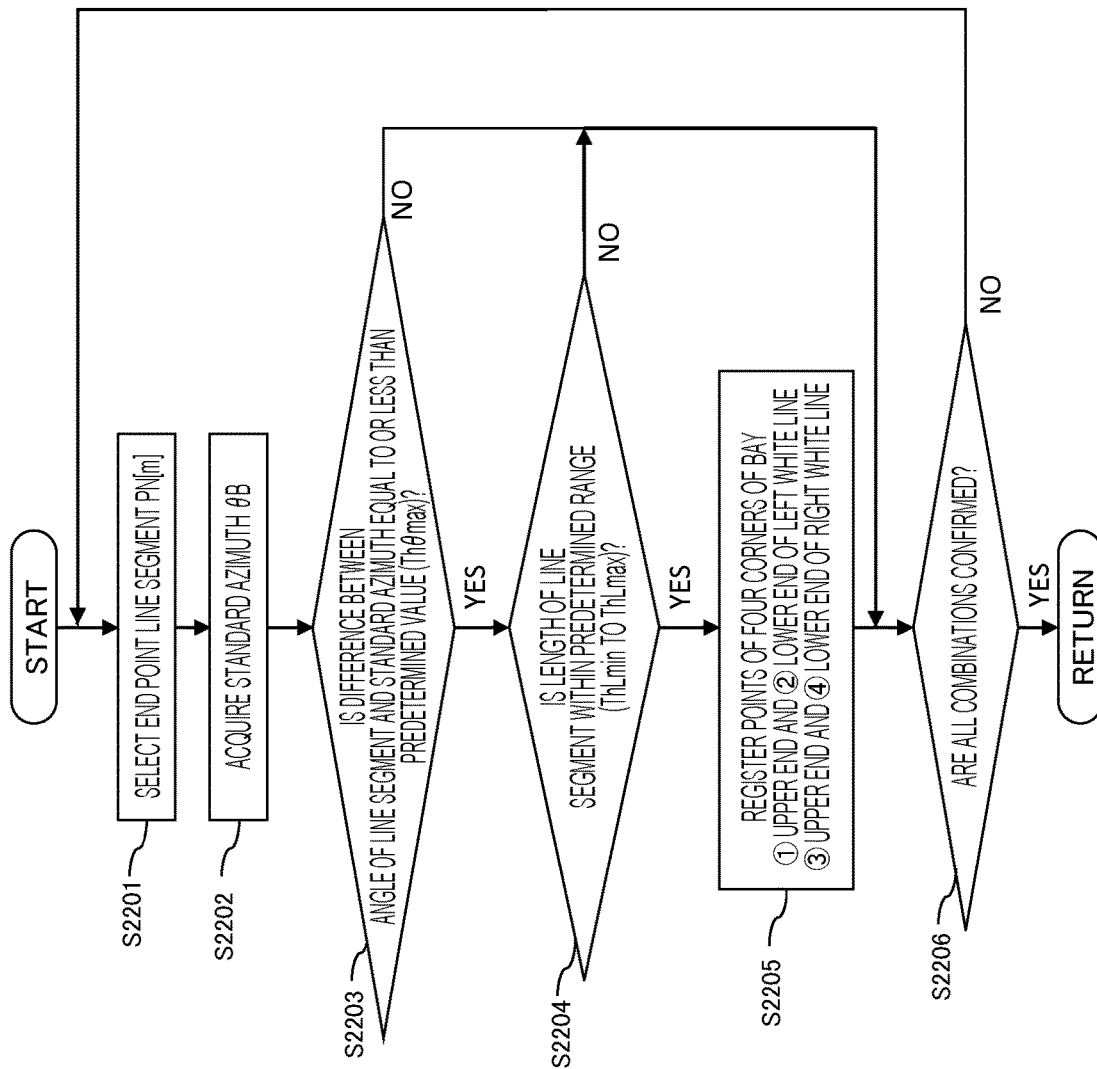 START
S2201
SELECT END POINT LINE SEGMENT PN[m]
S2202
ACQUIRE STANDARD AZIMUTH θB
S2203
IS DIFFERENCE BETWEEN
ANGLE OF LINE SEGMENT AND STANDARD AZIMUTH EQUAL TO OR LESS THAN
PREDETERMINED VALUE (Thθmax)?
NO
YES
S2204
IS LENGTH OF LINE
SEGMENT WITHIN PREDETERMINED RANGE
(ThLmin TO ThLmax)?
NO
YES
S2205
REGISTER POINTS OF FOUR CORNERS OF BAY
① UPPER END AND ② LOWER END OF LEFT WHITE LINE
③ UPPER END AND ④ LOWER END OF RIGHT WHITE LINE
S2206
ARE ALL COMBINATIONS CONFIRMED?
NO
YES
RETURN